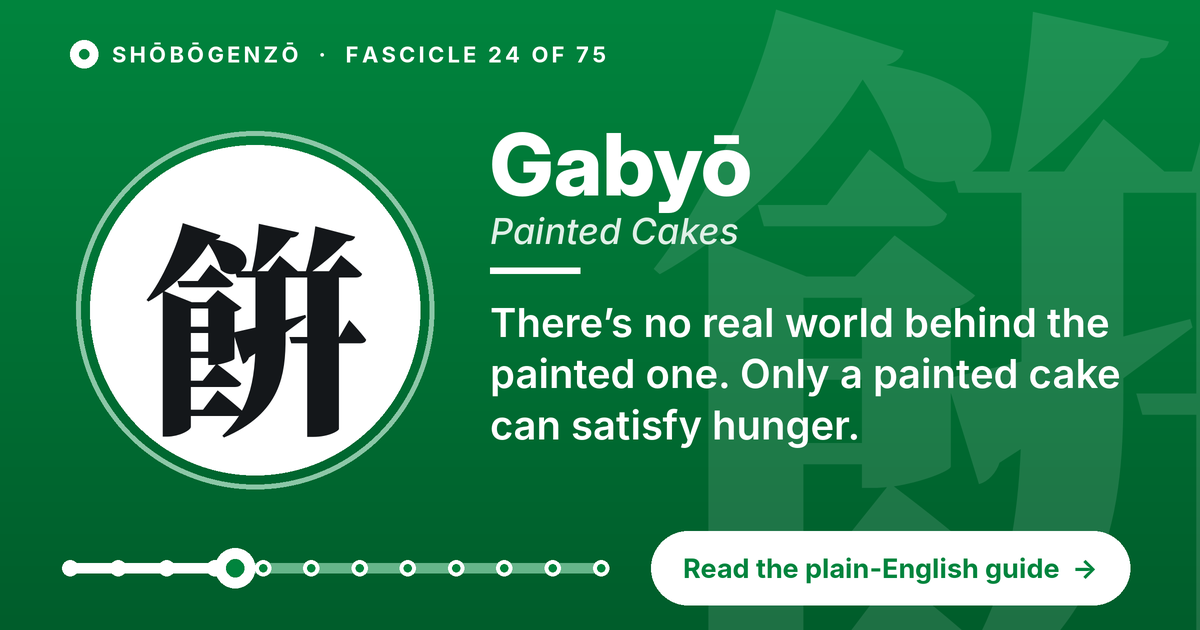 SHŌBŌGENZŌ · FASCICLE 24 OF 75
餅
Gabyō
Painted Cakes
There’s no real world behind the
painted one. Only a painted cake
can satisfy hunger.
Read the plain-English guide →